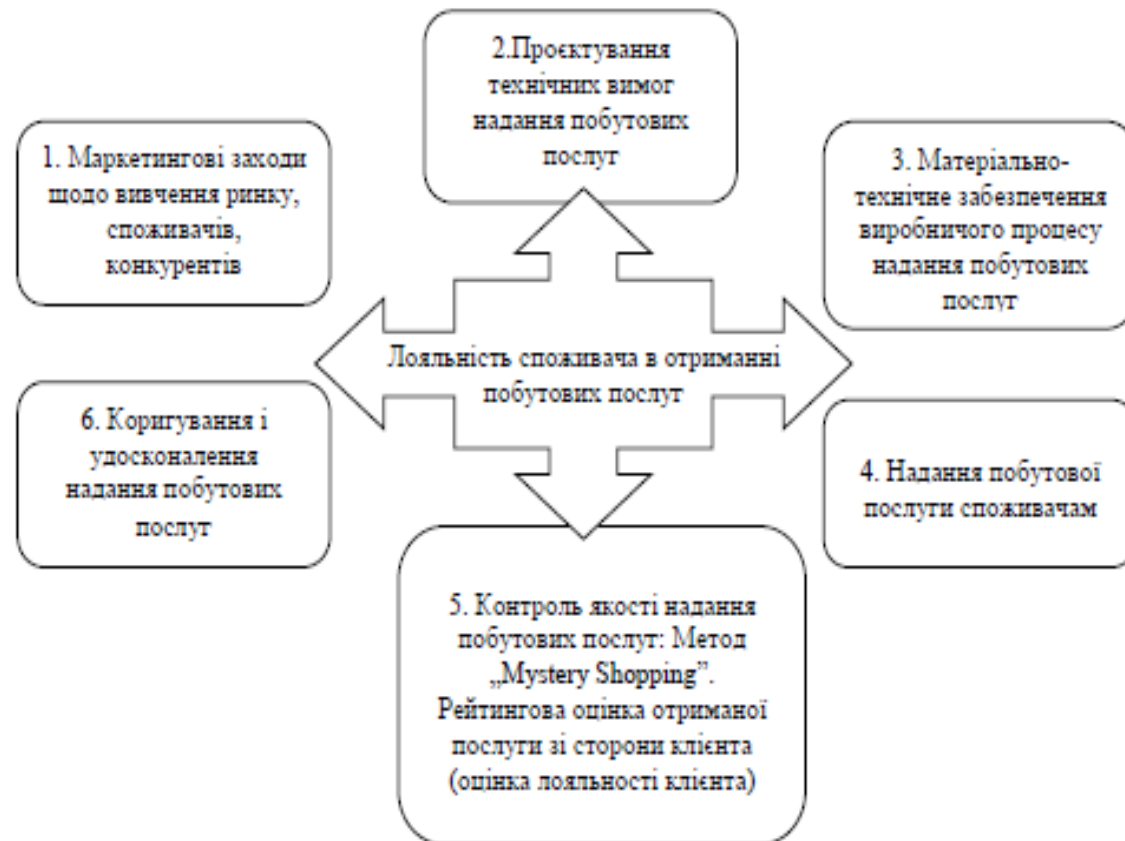 1. Маркетингові заходи
щодо вивчення ринку,
споживачів,
конкурентів
2.Проєктування
технічних вимог
надання побутових
послуг
3. Матеріально-
технічне забезпечення
виробничого процесу
надання побутових
послуг
Лояльність споживача в отриманні
побутових послуг
4. Надання побутової
послуги споживачам
5. Контроль якості надання
побутових послуг: Метод
„Mystery Shopping”.
Рейтингова оцінка отриманої
послуги зі сторони клієнта
(оцінка лояльності клієнта)
6. Коригування і
удосконалення
надання побутових
послуг